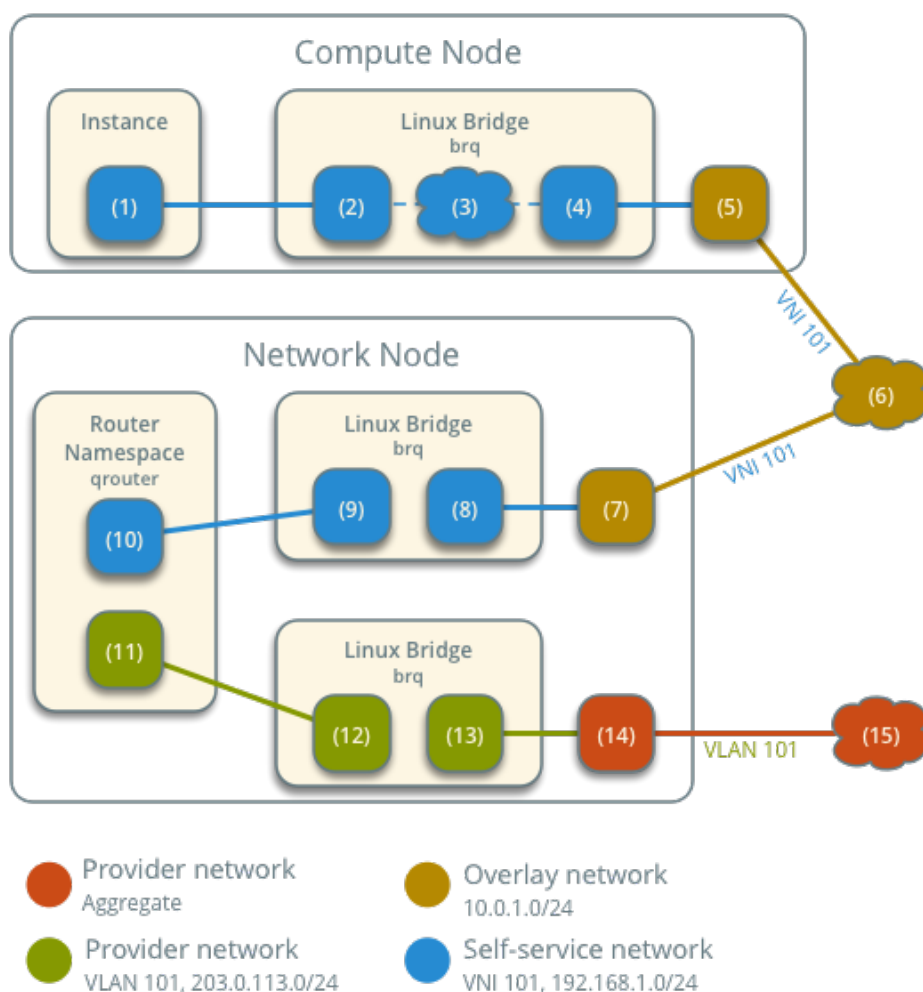 Compute Node
Instance
Linux Bridge
brq
(1)
(2)
(3)
(4)
(5)
VNI 101
(6)
Network Node
Router
Namespace
qrouter
Linux Bridge
brq
VNI 101
(10)
(9)
(8)
(7)
(11)
Linux Bridge
brq
(12)
(13)
(14)
VLAN 101
(15)
Provider network
Aggregate
Overlay network
10.0.1.0/24
Provider network
VLAN 101, 203.0.113.0/24
Self-service network
VNI 101, 192.168.1.0/24